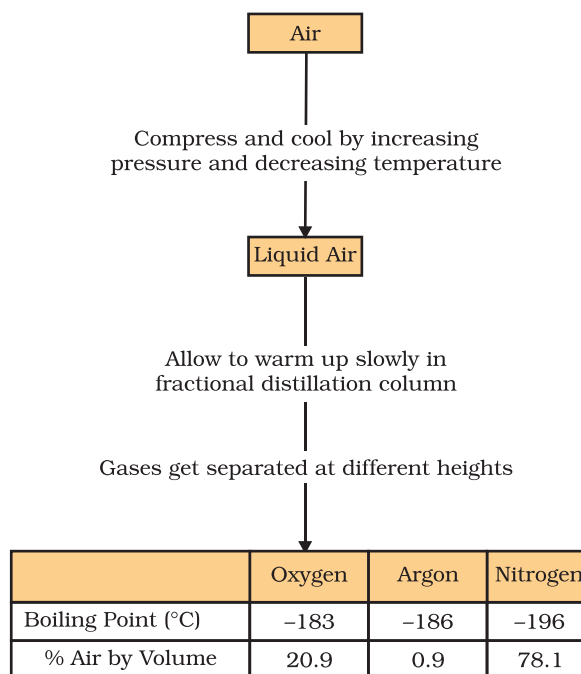 Air
Compress and cool by increasing
pressure and decreasing temperature
Liquid Air
Allow to warm up slowly in
fractional distillation column
Gases get separated at different heights
Oxygen Argon Nitrogen
Boiling Point (°C) –183 –186 –196
% Air by Volume 20.9 0.9 78.1